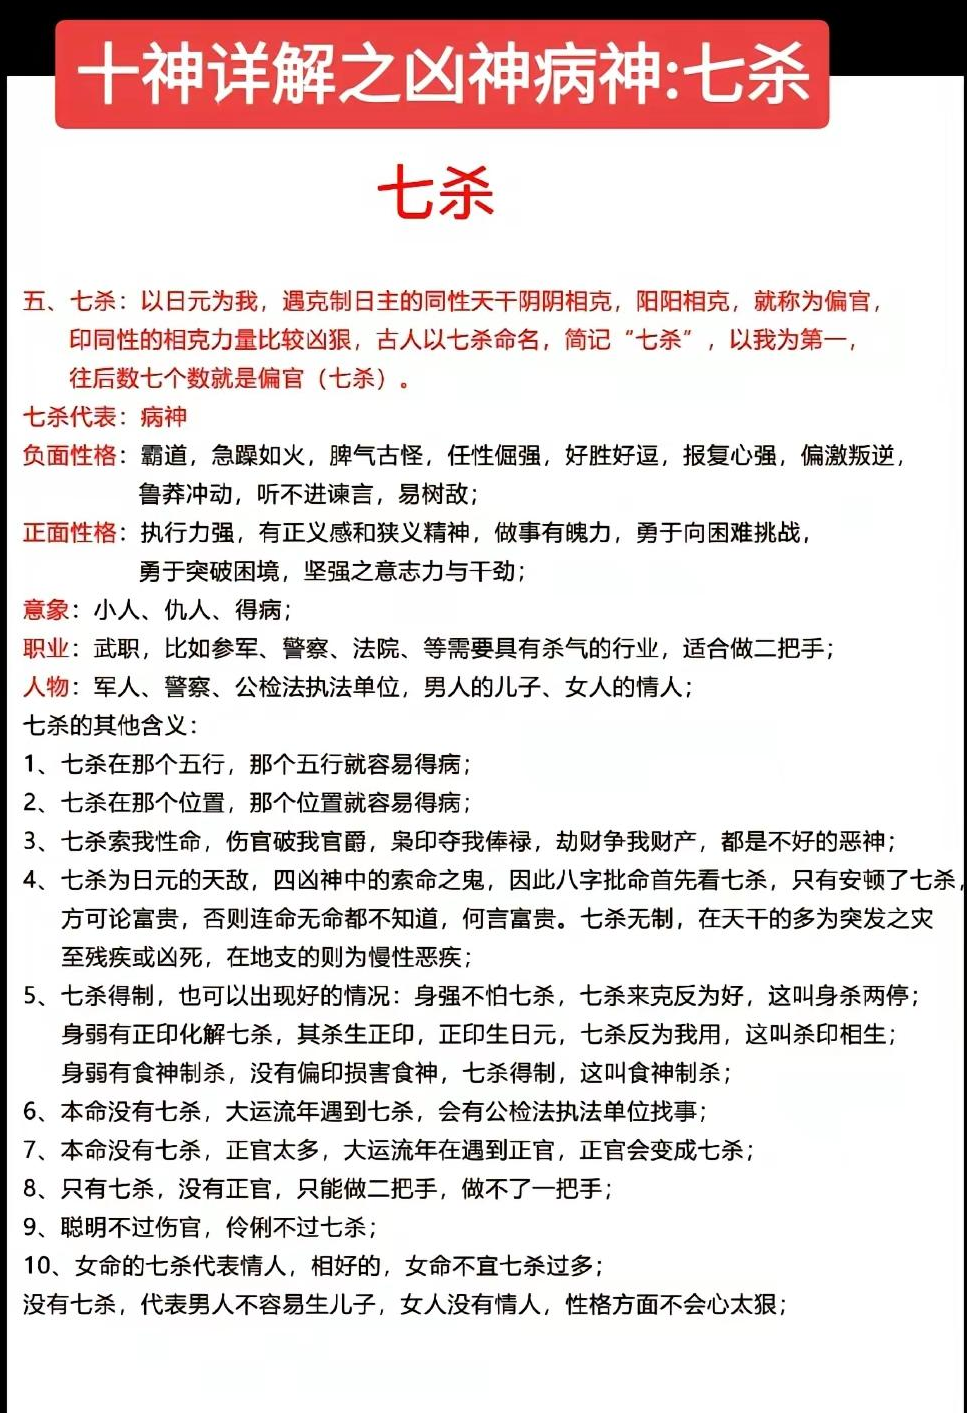 十神详解之凶神病神:七杀
七杀
五、七杀：以日元为我，遇克制日主的同性天干阴阴相克，阳阳相克，就称为偏官，
印同性的相克力量比较凶狠，古人以七杀命名，简记“七杀”，以我为第一，
往后数七个数就是偏官（七杀）。
七杀代表：病神
负面性格：霸道，急躁如火，脾气古怪，任性倔强，好胜好逗，报复心强，偏激叛逆，
鲁莽冲动，听不进谏言，易树敌；
正面性格：执行力强，有正义感和狭义精神，做事有魄力，勇于向困难挑战，
勇于突破困境，坚强之意志力与干劲；
意象：小人、仇人、得病；
职业：武职，比如参军、警察、法院、等需要具有杀气的行业，适合做二把手；
人物：军人、警察、公检法执法单位，男人的儿子、女人的情人；
七杀的其他含义：
1、七杀在那个五行，那个五行就容易得病；
2、七杀在那个位置，那个位置就容易得病；
3、七杀索我性命，伤官破我官爵，枭印夺我俸禄，劫财争我财产，都是不好的恶神；
4、七杀为日元的天敌，四凶神中的索命之鬼，因此八字批命首先看七杀，只有安顿了七杀，
方可论富贵，否则连命无命都不知道，何言富贵。七杀无制，在天干的多为突发之灾
至残疾或凶死，在地支的则为慢性恶疾；
5、七杀得制，也可以出现好的情况：身强不怕七杀，七杀来克反为好，这叫身杀两停；
身弱有正印化解七杀，其杀生正印，正印生日元，七杀反为我用，这叫杀印相生；
身弱有食神制杀，没有偏印损害食神，七杀得制，这叫食神制杀；
6、本命没有七杀，大运流年遇到七杀，会有公检法执法单位找事；
7、本命没有七杀，正官太多，大运流年在遇到正官，正官会变成七杀；
8、只有七杀，没有正官，只能做二把手，做不了一把手；
9、聪明不过伤官，伶俐不过七杀；
10、女命的七杀代表情人，相好的，女命不宜七杀过多；
没有七杀，代表男人不容易生儿子，女人没有情人，性格方面不会心太狠；